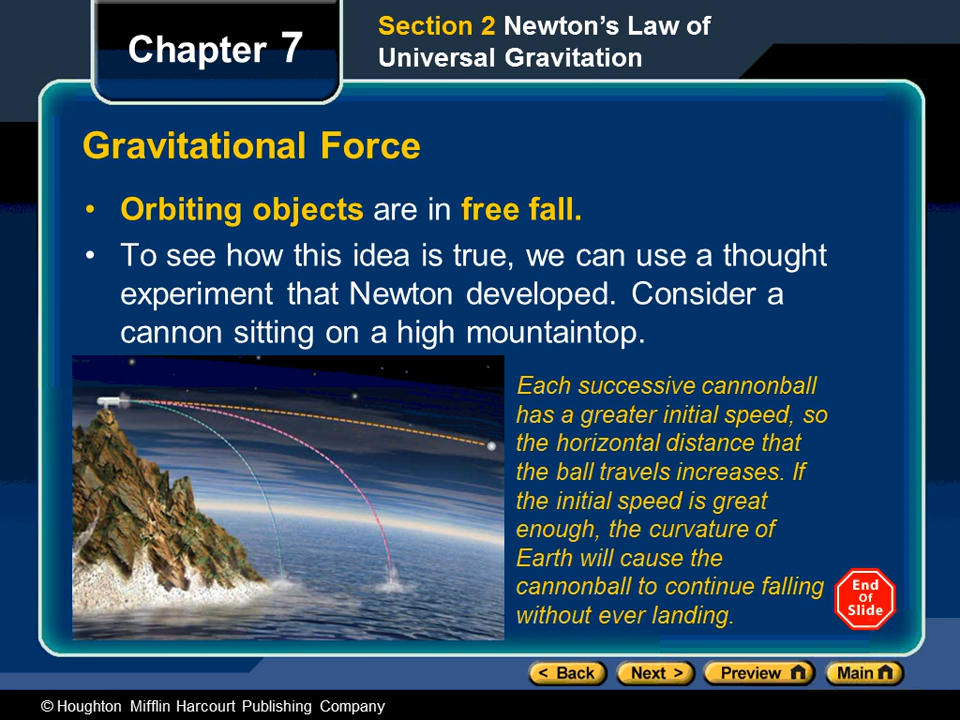 Chapter 7
Section 2 Newton’s Law of
Universal Gravitation
Gravitational Force
• Orbiting objects are in free fall.
• To see how this idea is true, we can use a thought
experiment that Newton developed. Consider a
cannon sitting on a high mountaintop.
Each successive cannonball
has a greater initial speed, so
the horizontal distance that
the ball travels increases. If
the initial speed is great
enough, the curvature of
Earth will cause the
cannonball to continue falling
without ever landing.
End
Of
Slide
< Back
Next >
Preview
Main
© Houghton Mifflin Harcourt Publishing Company